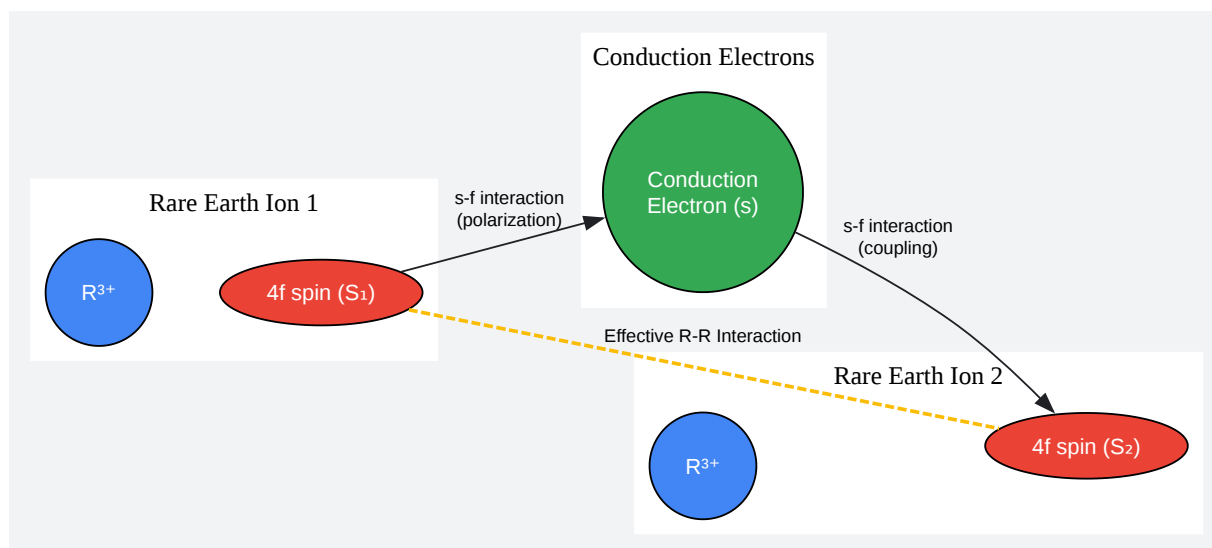 Conduction Electrons
Conduction
Electron (s)
Rare Earth Ion 1
R³⁺
4f spin (S₁)
s-f interaction
(polarization)
s-f interaction
(coupling)
Effective R-R Interaction
Rare Earth Ion 2
R³⁺
4f spin (S₂)